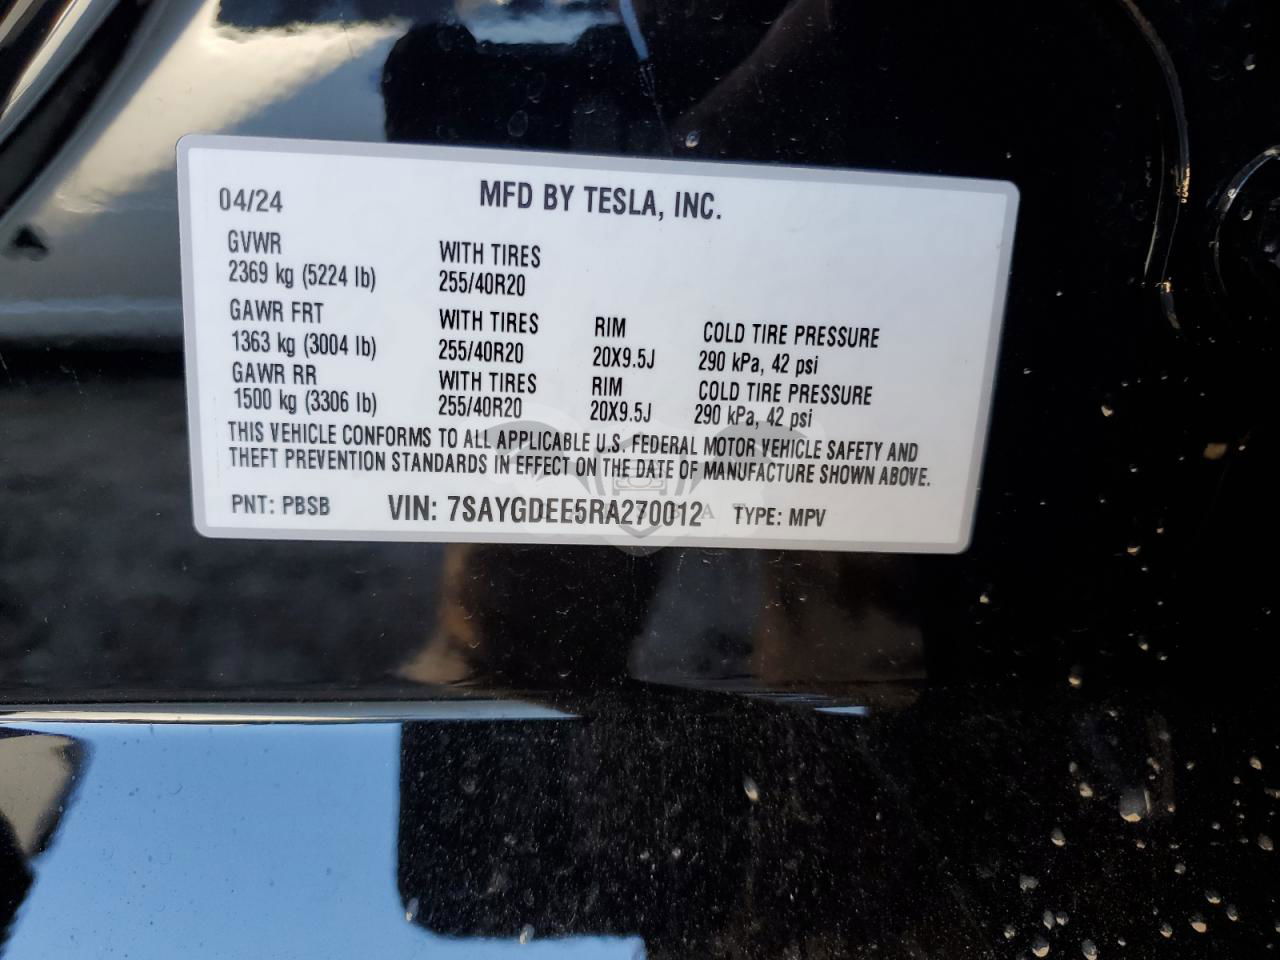 04/24 MFD BY TESLA, INC.
GVWR WITH TIRES
2369 kg (5224 lb) 255/40R20
GAWR FRT WITH TIRES RIM COLD TIRE PRESSURE
1363 kg (3004 lb) 255/40R20 20X9.5J 290 kPa, 42 psi
GAWR RR WITH TIRES RIM COLD TIRE PRESSURE
1500 kg (3306 lb) 255/40R20 20X9.5J 290 kPa, 42 psi
THIS VEHICLE CONFORMS TO ALL APPLICABLE U.S. FEDERAL MOTOR VEHICLE SAFETY AND
THEFT PREVENTION STANDARDS IN EFFECT ON THE DATE OF MANUFACTURE SHOWN ABOVE.
PNT: PBSB VIN: 7SAYGDEE5RA270012 TYPE: MPV